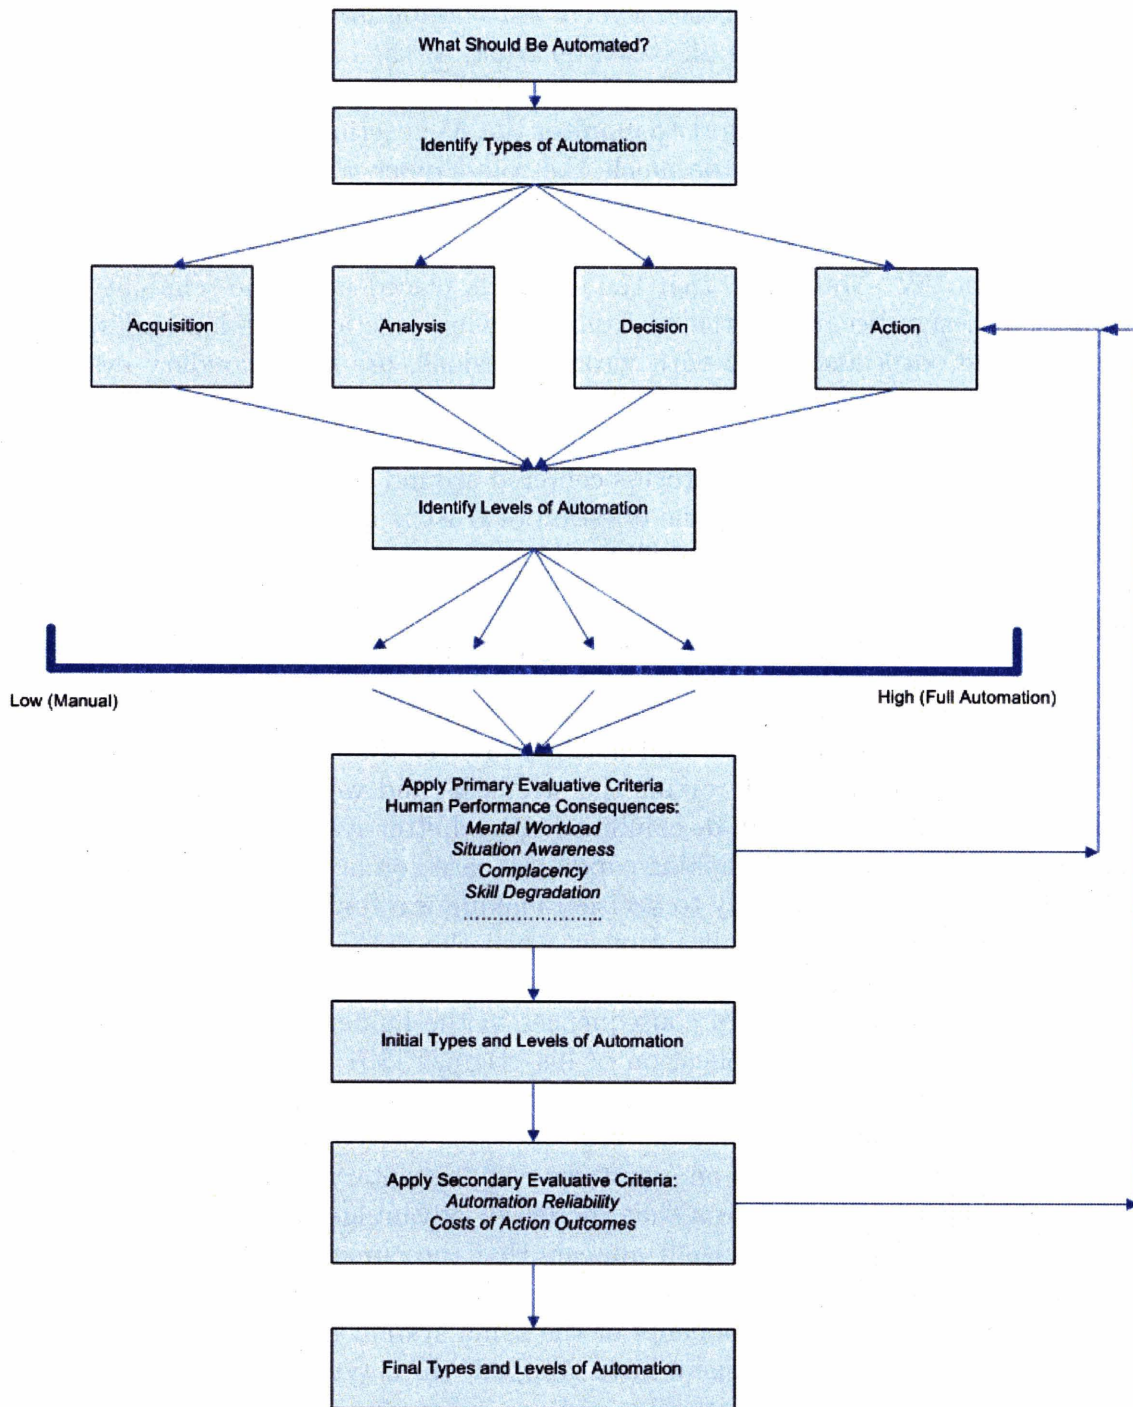 What Should Be Automated?
Identify Types of Automation
Acquisition
Analysis
Decision
Action
Identify Levels of Automation
Low (Manual)
High (Full Automation)
Apply Primary Evaluative Criteria
Human Performance Consequences:
Mental Workload
Situation Awareness
Complacency
Skill Degradation
........................
Initial Types and Levels of Automation
Apply Secondary Evaluative Criteria:
Automation Reliability
Costs of Action Outcomes
Final Types and Levels of Automation